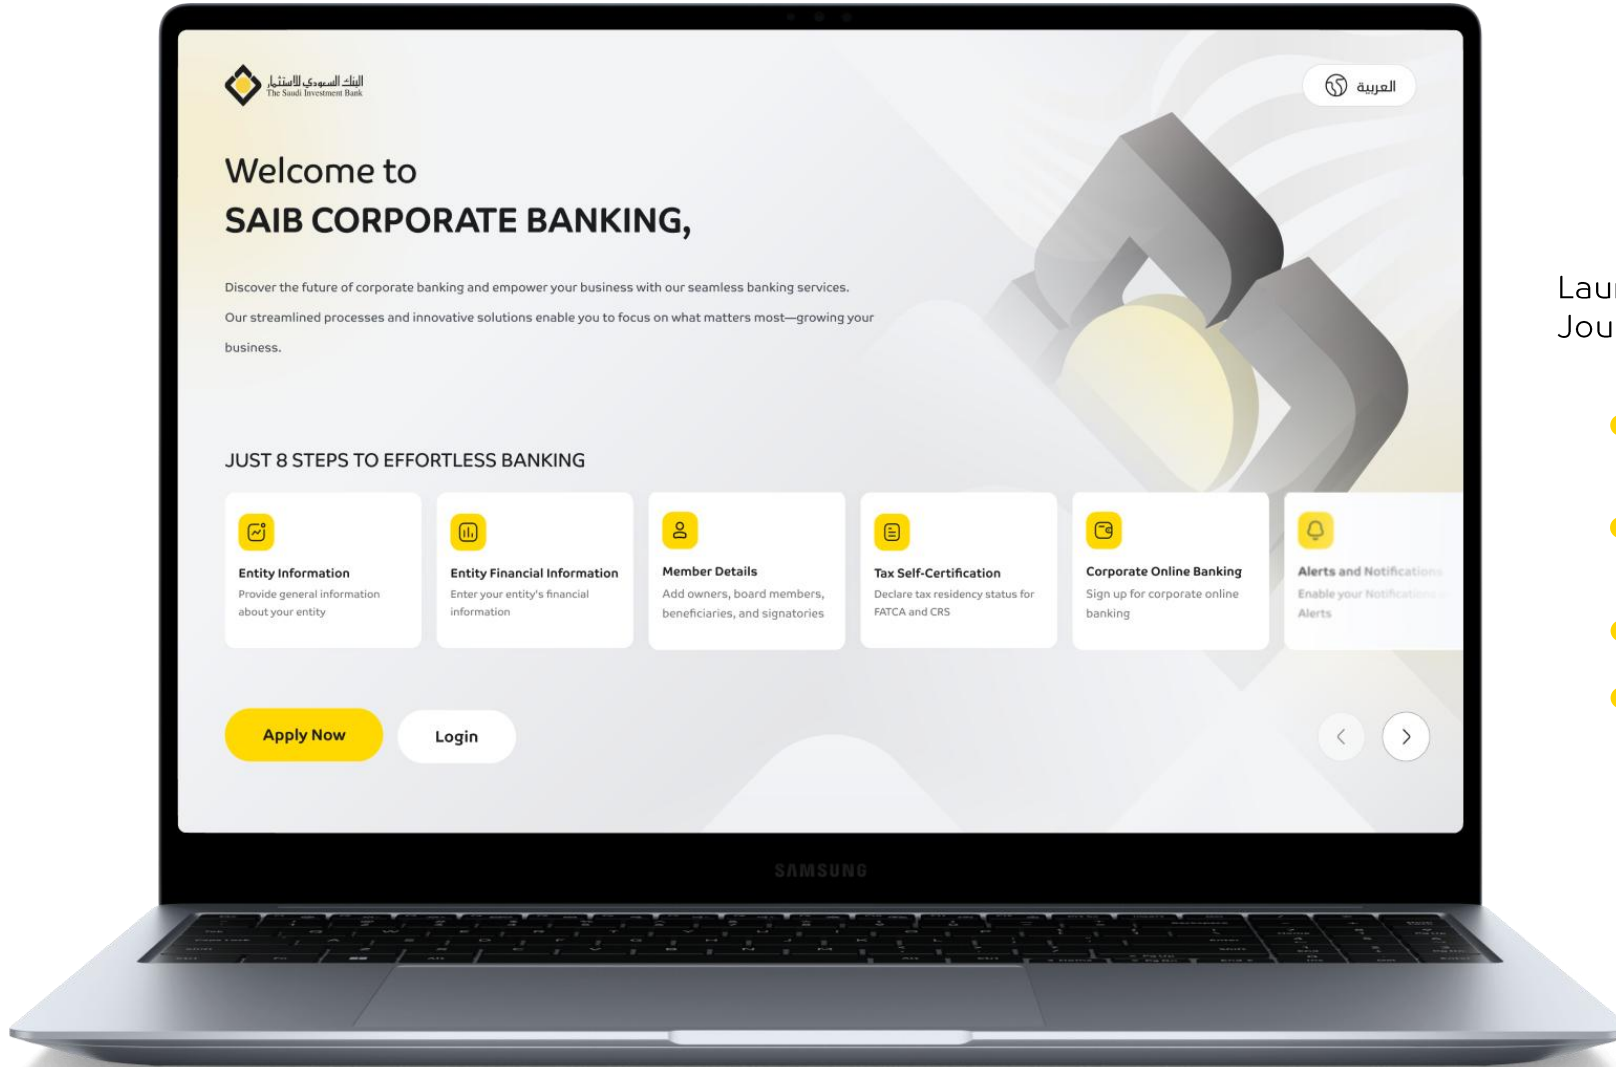 البنك السعودي للاستثمار
The Saudi Investment Bank
العربية
Welcome to
SAIB CORPORATE BANKING,
Discover the future of corporate banking and empower your business with our seamless banking services.
Our streamlined processes and innovative solutions enable you to focus on what matters most—growing your
business.
Laun
Jou
JUST 8 STEPS TO EFFORTLESS BANKING
Entity Information
Provide general information
about your entity
Entity Financial Information
Enter your entity's financial
information
Member Details
Add owners, board members,
beneficiaries, and signatories
Tax Self-Certification
Declare tax residency status for
FATCA and CRS
Corporate Online Banking
Sign up for corporate online
banking
Alerts and Notifications
Enable your Notifications
Alerts
Apply Now
Login
SAMSUNG